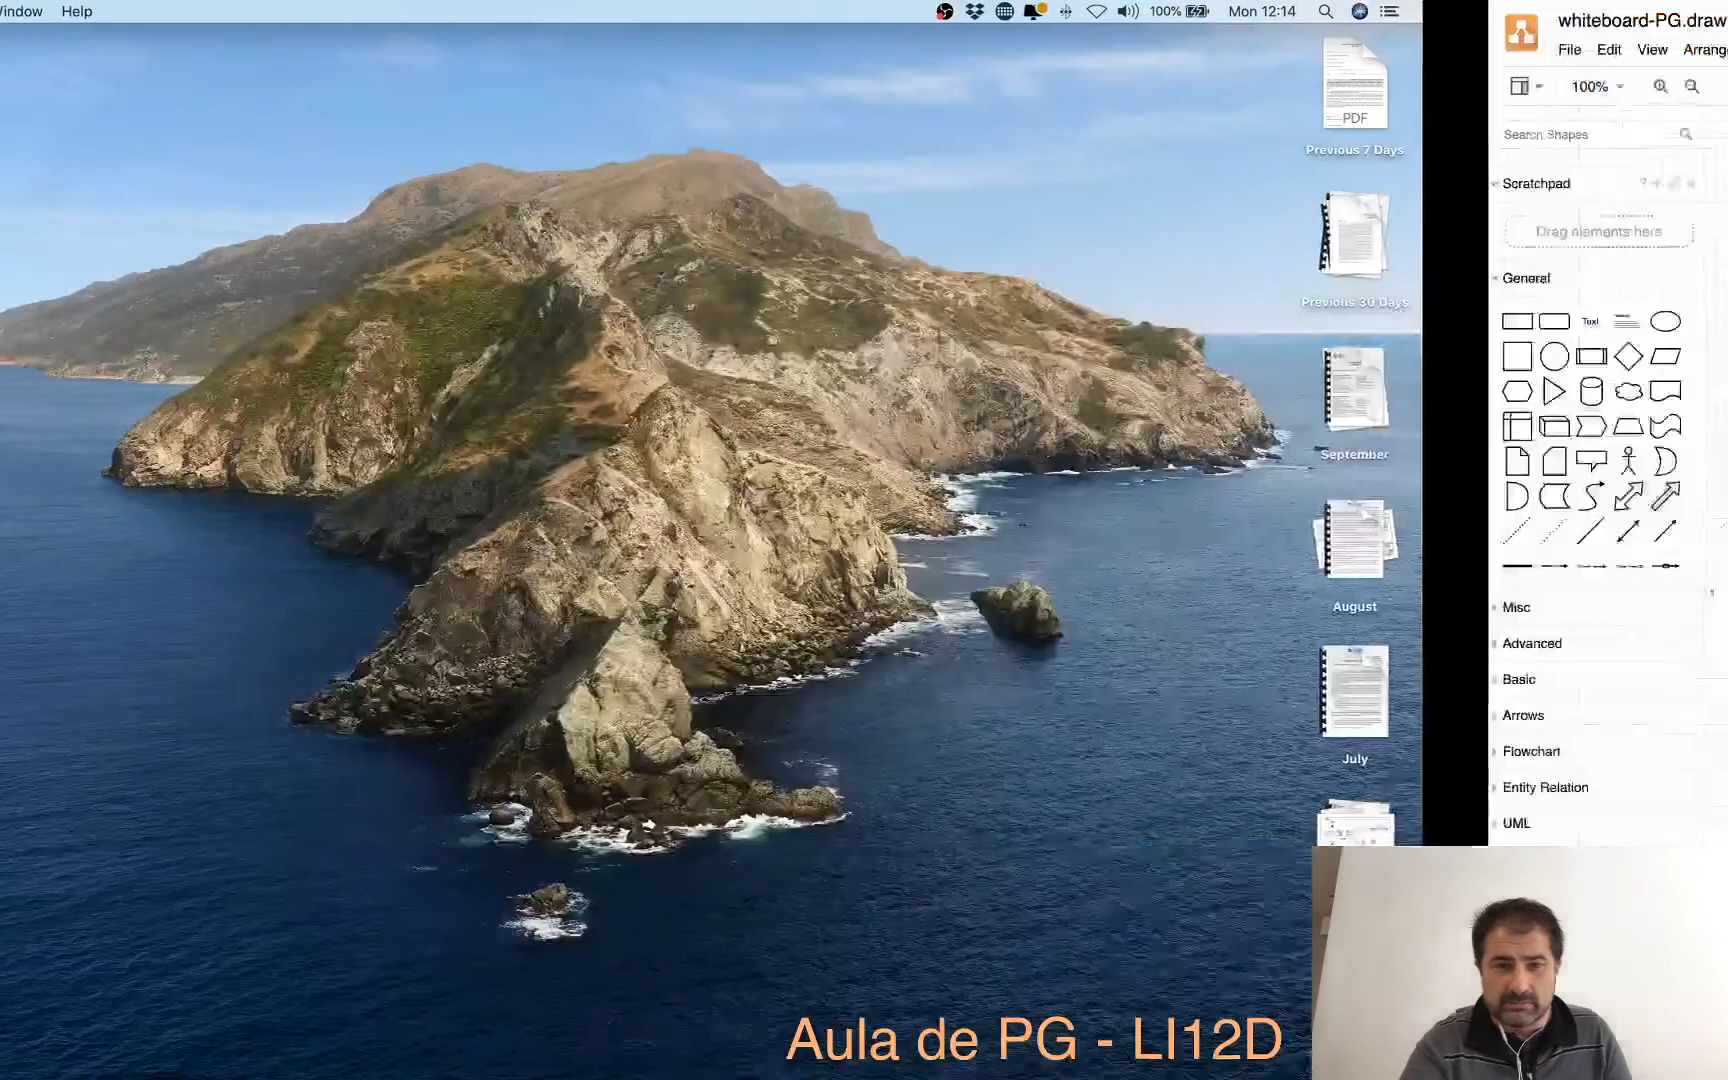 indow Help 100% Mon 12:14
PDF
Previous 7 Days
Previous 30 Days
September
August
July
whiteboard-PG.draw
File Edit View Arrang
100%
Search Shapes
Scratchpad
Drag elements here
General
Text
Misc
Advanced
Basic
Arrows
Flowchart
Entity Relation
UML
Aula de PG - LI12D